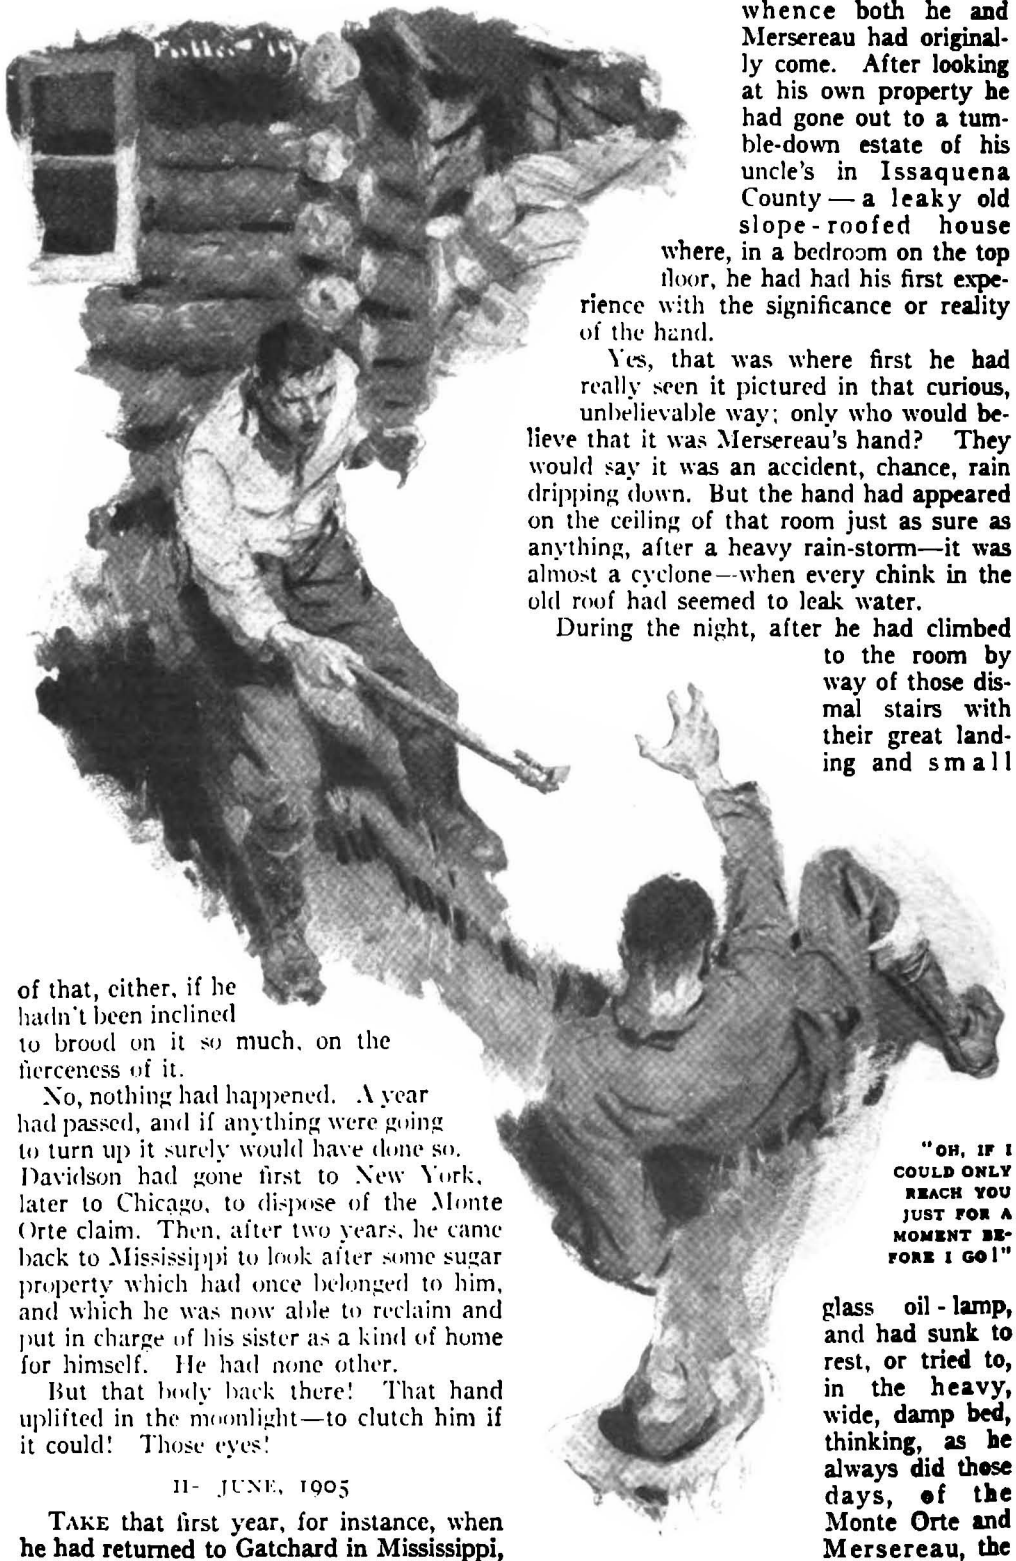 of that, either, if he
hadn't been inclined
to brood on it so much, on the
fierceness of it.
No, nothing had happened. A year
had passed, and if anything were going
to turn up it surely would have done so.
Davidson had gone first to New York,
later to Chicago, to dispose of the Monte
Orte claim. Then, after two years, he came
back to Mississippi to look after some sugar
property which had once belonged to him,
and which he was now able to reclaim and
put in charge of his sister as a kind of home
for himself. He had none other.
But that body back there! That hand
uplifted in the moonlight—to clutch him if
it could! Those eyes!
II- JUNE, 1905
TAKE that first year, for instance, when
he had returned to Gatchard in Mississippi,
whence both he and
Mersereau had original-
ly come. After looking
at his own property he
had gone out to a tum-
ble-down estate of his
uncle's in Issaquena
County — a leaky old
slope-roofed house
where, in a bedroom on the top
floor, he had had his first expe-
rience with the significance or reality
of the hand.
Yes, that was where first he had
really seen it pictured in that curious,
unbelievable way; only who would be-
lieve that it was Mersereau's hand? They
would say it was an accident, chance, rain
dripping down. But the hand had appeared
on the ceiling of that room just as sure as
anything, after a heavy rain-storm—it was
almost a cyclone—when every chink in the
old roof had seemed to leak water.
During the night, after he had climbed
to the room by
way of those dis-
mal stairs with
their great land-
ing and small
glass oil-lamp,
and had sunk to
rest, or tried to,
in the heavy,
wide, damp bed,
thinking, as he
always did those
days, of the
Monte Orte and
Mersereau, the
"OH, IF I
COULD ONLY
REACH YOU
JUST FOR A
MOMENT BE-
FORE I GO!"